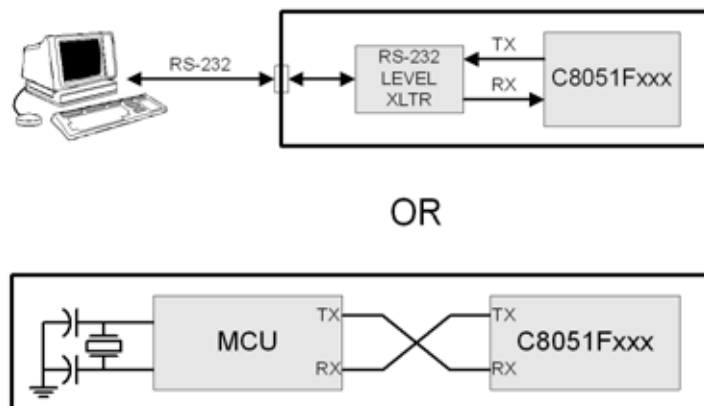 RS-232
RS-232
LEVEL
XLTR
TX
RX
C8051Fxxx
OR
MCU
TX
RX
TX
RX
C8051Fxxx